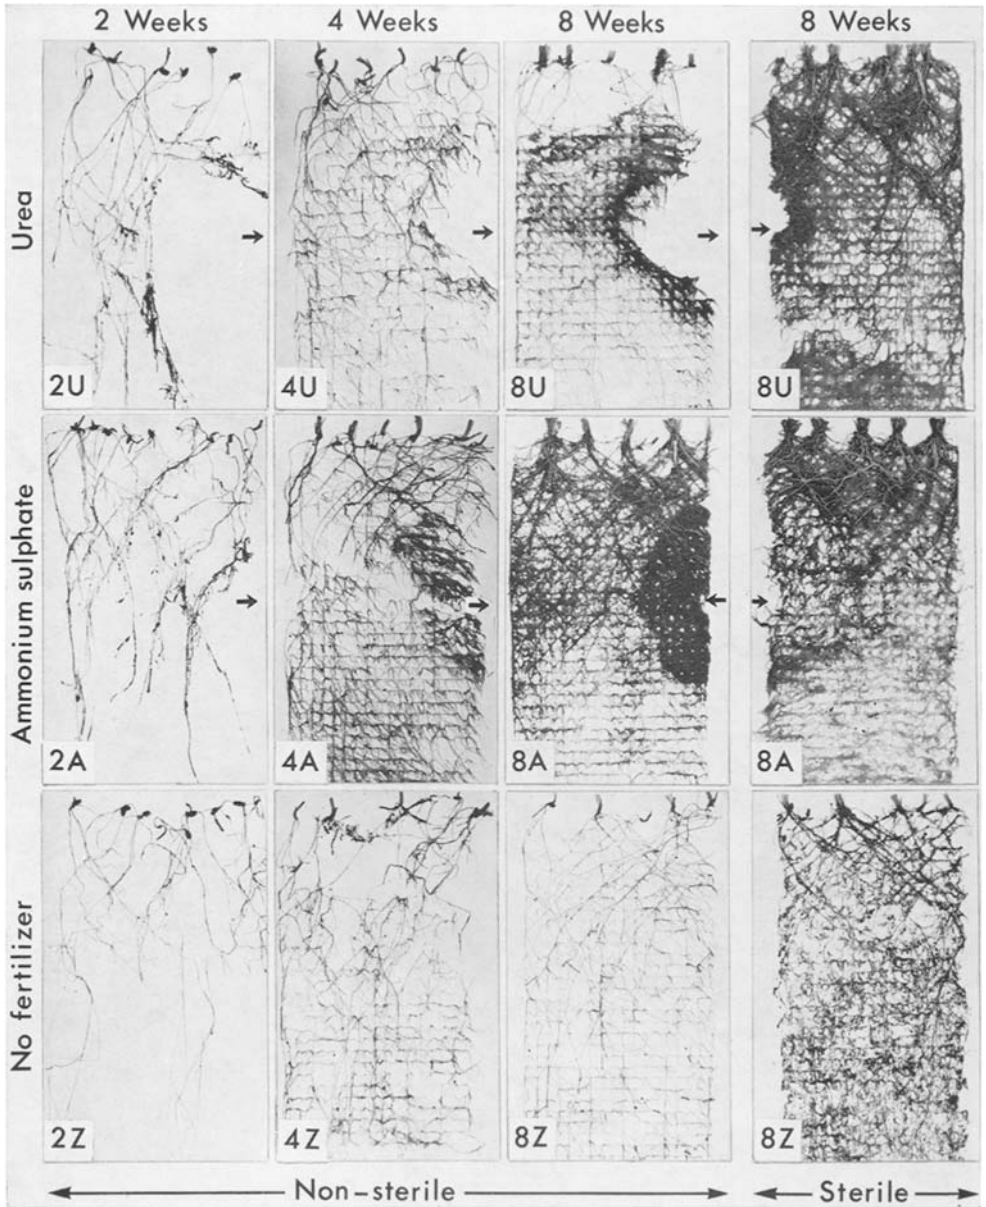 2 Weeks 4 Weeks 8 Weeks 8 Weeks
Urea
2U 4U 8U 8U
Ammonium sulphate
2A 4A 8A 8A
No fertilizer
2Z 4Z 8Z 8Z
Non-sterile Sterile